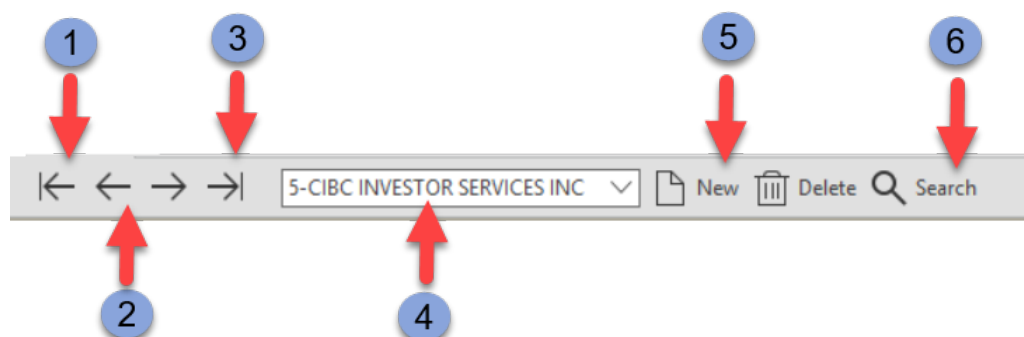 1
3
5
6
5-CIBC INVESTOR SERVICES INC
New
Delete
Search
2
4